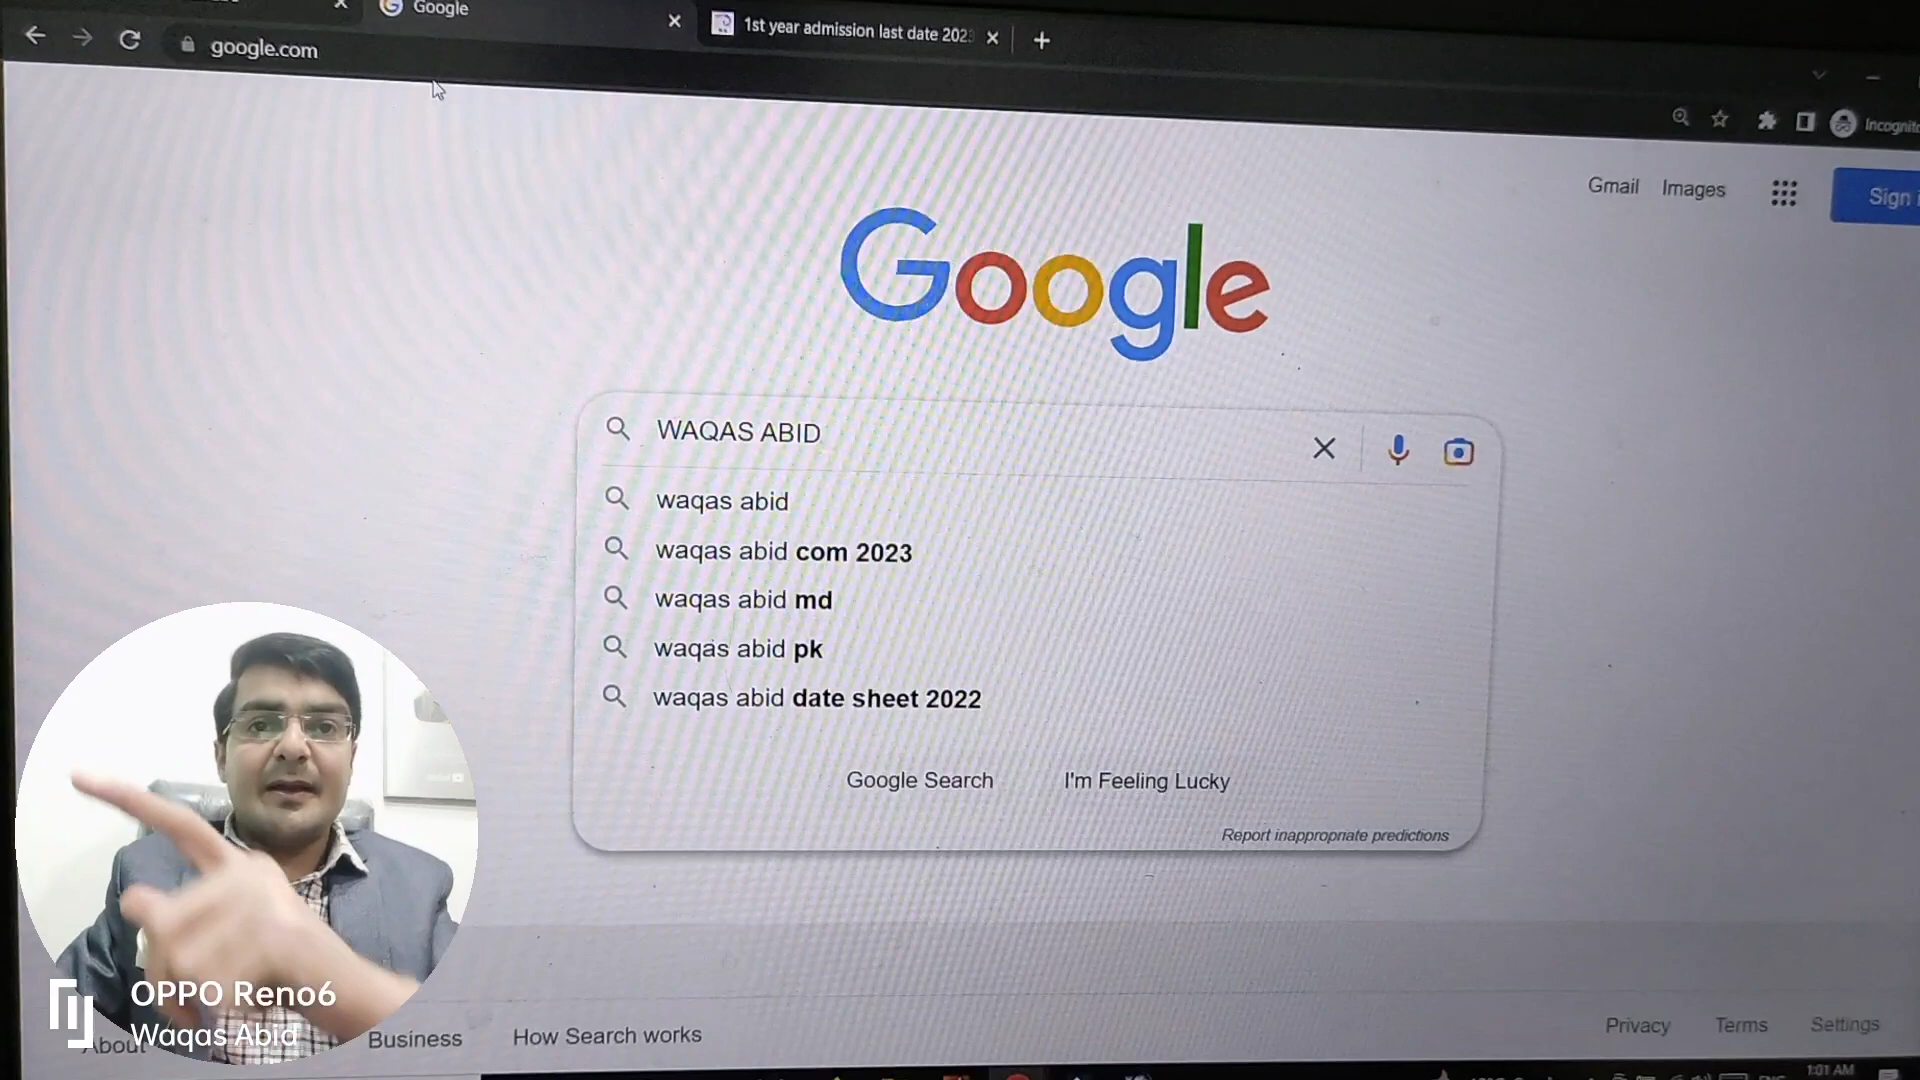 Google
1st year admission last date 202
google.com
Incognito
Gmail
Images
Sign i
Google
WAQAS ABID
waqas abid
waqas abid com 2023
waqas abid md
waqas abid pk
waqas abid date sheet 2022
Google Search
I'm Feeling Lucky
Report inappropriate predictions
OPPO Reno6
Waqas Abid
About
Business
How Search works
Privacy
Terms
Settings
1:01 AM